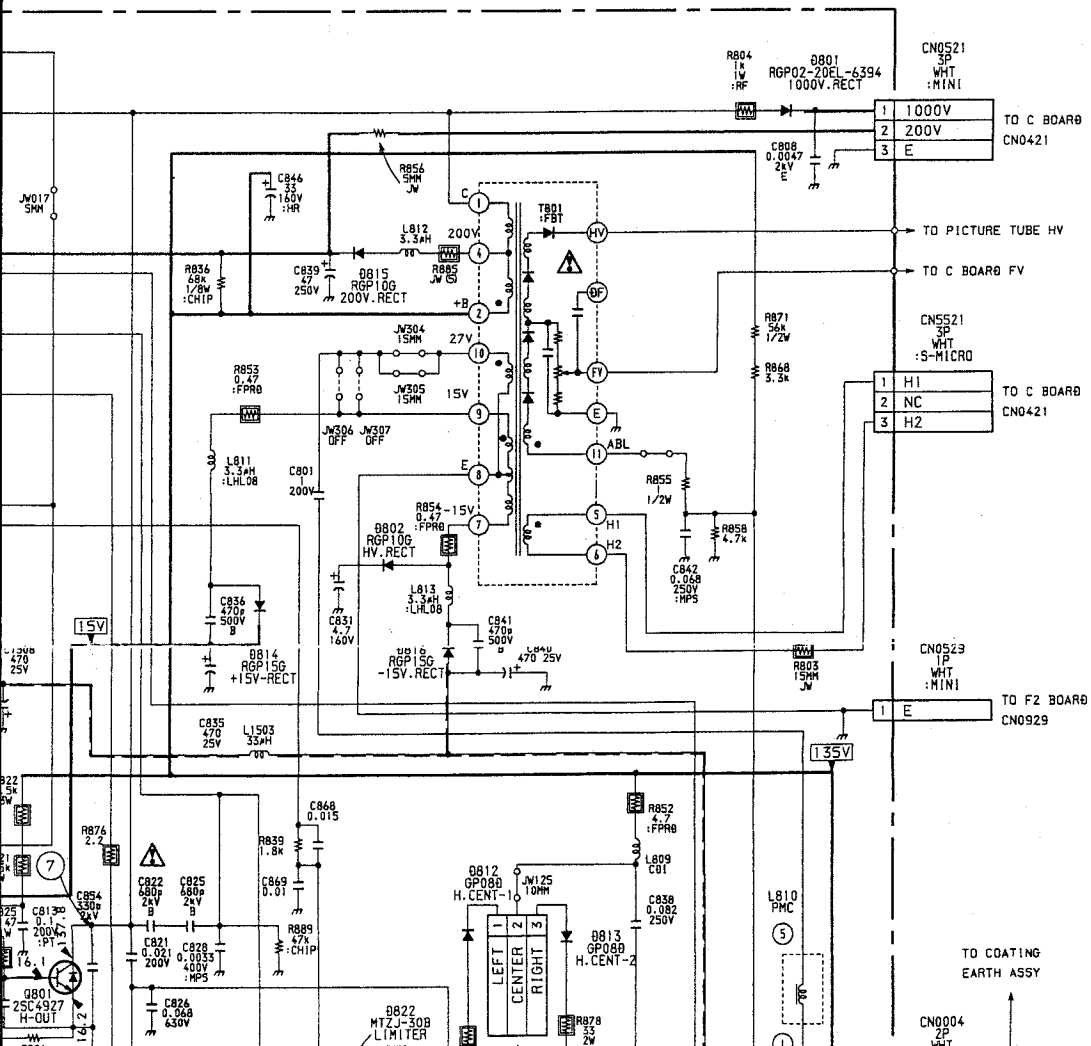 R804
1k
1W
:RF
D801
RGP02-20EL-6394
1000V.RECT
CN0521
3P
WHT
:MINI
1 1000V
2 200V
3 E
TO C BOARD
CN0421
C808
0.0047
2kV
E
R856
5MM
JW
C846
33
160V
:HR
JW017
5MM
C
1
T801
:FBT
HV
TO PICTURE TUBE HV
L812
3.3µH
200V
4
R885
JW (5)
R836
68k
1/8W
:CHIP
C839
47
250V
D815
RGP10G
200V.RECT
TO C BOARD FV
DF
+B
2
R871
56k
1/2W
CN5521
3P
WHT
:S-MICRO
JW304
15MM
27V
10
R868
3.3k
FV
R853
0.47
:FPRD
JW305
15MM
1 H1
2 NC
3 H2
TO C BOARD
CN0421
15V
9
E
JW306
OFF
JW307
OFF
ABL
11
L811
3.3µH
:LHL08
C801
1
200V
E
8
R855
1
1/2W
R854
0.47
:FPRD
-15V
7
5
H1
R858
4.7k
D802
RGP10G
HV.RECT
6
H2
C842
0.068
250V
:MPS
L813
3.3µH
:LHL08
C836
470p
500V
B
C831
4.7
160V
C841
470p
500V
B
15V
C1508
470
25V
D814
RGP15G
+15V-RECT
D816
RGP15G
-15V.RECT
C840
470 25V
R803
15MM
JW
CN0529
1P
WHT
:MINI
1 E
TO F2 BOARD
CN0929
C835
470
25V
L1503
33µH
135V
C868
0.015
R852
4.7
:FPRD
R876
2.2
R839
1.8k
L809
C01
7
C822
680p
2kV
B
C825
680p
2kV
B
C869
0.01
D812
GP08D
H.CENT-1
JW125
10MM
C838
0.082
250V
L810
PMC
C854
330p
2kV
C813
0.1
200V
:PT
137.8
R889
47k
:CHIP
1 2 3
LEFT
CENTER
RIGHT
D813
GP08D
H.CENT-2
5
16.1
C821
0.021
200V
C828
0.0033
400V
:MPS
TO COATING
EARTH ASSY
Q801
2SC4927
H-OUT
16.2
C826
0.068
630V
D822
MTZJ-30B
LIMITER
R878
33
2W
1
CN0004
2P
WHT